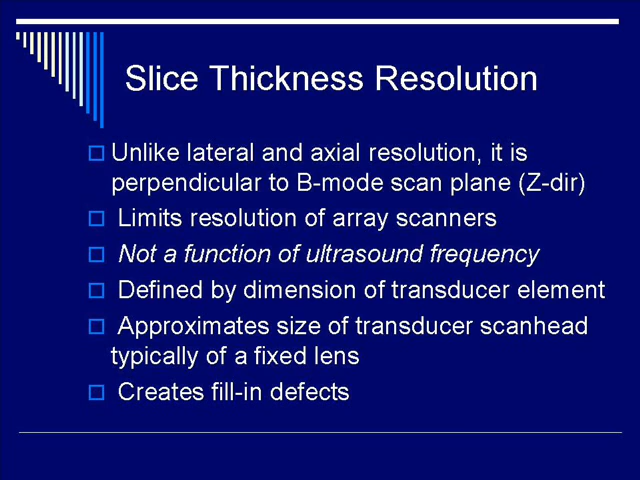 Slice Thickness Resolution
Unlike lateral and axial resolution, it is
perpendicular to B-mode scan plane (Z-dir)
Limits resolution of array scanners
Not a function of ultrasound frequency
Defined by dimension of transducer element
Approximates size of transducer scanhead
typically of a fixed lens
Creates fill-in defects